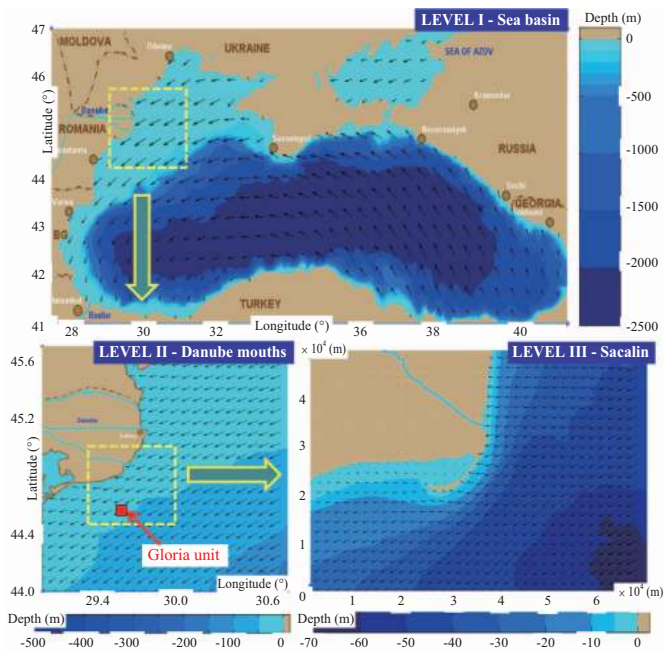 LEVEL I - Sea basin
Depth (m)
47
46
45
44
43
42
41
Latitude (°)
MOLDOVA
UKRAINE
SEA OF AZOV
ROMANIA
RUSSIA
GEORGIA
BG
TURKEY
28
30
32
34
36
38
40
Longitude (°)
0
-500
-1000
-1500
-2000
-2500
LEVEL II - Danube mouths
45.6
45.2
44.8
44.4
44.0
Latitude (°)
Danube
Gloria unit
Longitude (°)
29.4
30.0
30.6
Depth (m)
-500
-400
-300
-200
-100
0
× 10⁴ (m)
LEVEL III - Sacalin
4
3
2
1
0
1
2
3
4
5
6
× 10⁴ (m)
Depth (m)
-70
-60
-50
-40
-30
-20
-10
0